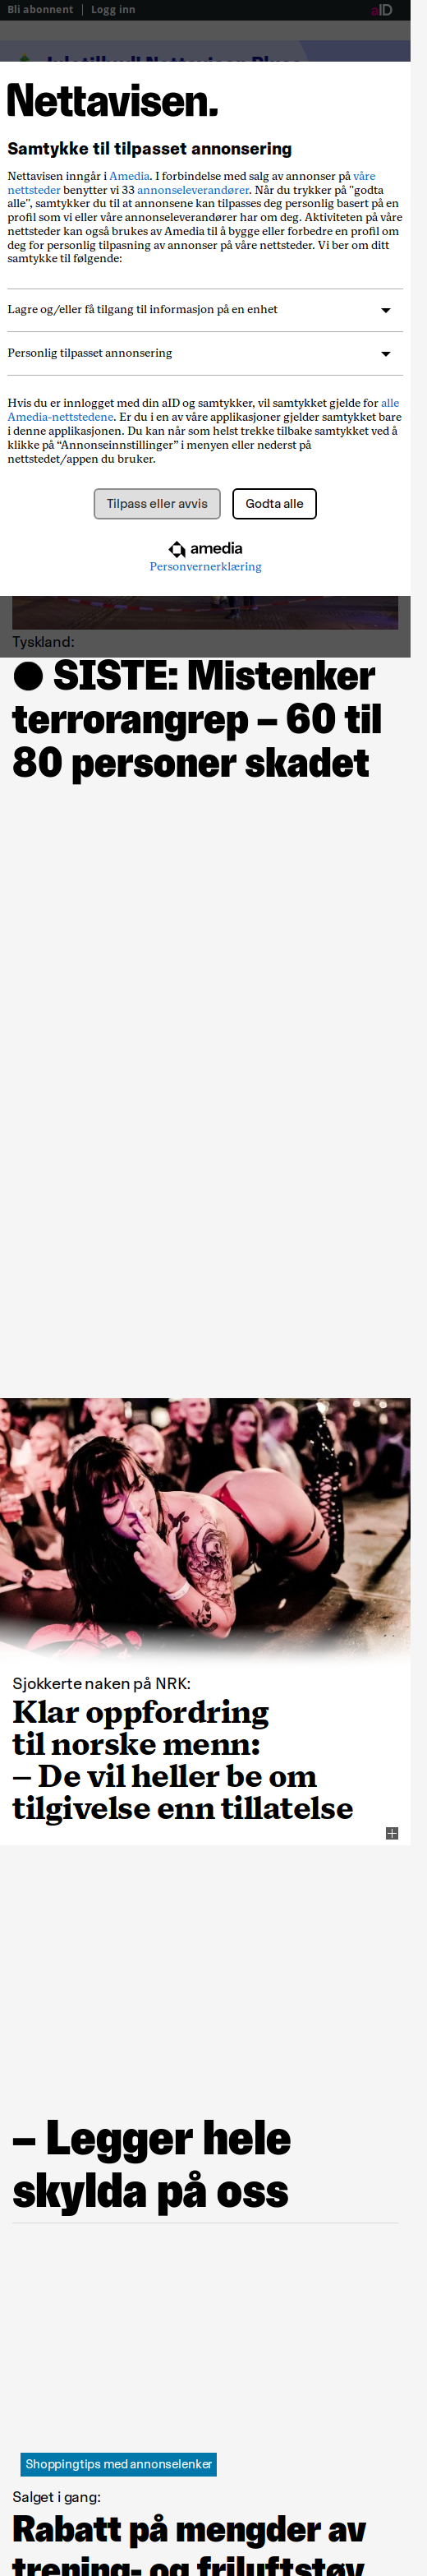 Bli abonnent | Logg inn
aID
Nettavisen.
Samtykke til tilpasset annonsering
Nettavisen inngår i Amedia. I forbindelse med salg av annonser på våre
nettsteder benytter vi 33 annonseleverandører. Når du trykker på "godta
alle", samtykker du til at annonsene kan tilpasses deg personlig basert på en
profil som vi eller våre annonseleverandører har om deg. Aktiviteten på våre
nettsteder kan også brukes av Amedia til å bygge eller forbedre en profil om
deg for personlig tilpasning av annonser på våre nettsteder. Vi ber om ditt
samtykke til følgende:
Lagre og/eller få tilgang til informasjon på en enhet
Personlig tilpasset annonsering
Hvis du er innlogget med din aID og samtykker, vil samtykket gjelde for alle
Amedia-nettstedene. Er du i en av våre applikasjoner gjelder samtykket bare
i denne applikasjonen. Du kan når som helst trekke tilbake samtykket ved å
klikke på “Annonseinnstillinger” i menyen eller nederst på
nettstedet/appen du bruker.
Tilpass eller avvis
Godta alle
amedia
Personvernerklæring
Tyskland:
● SISTE: Mistenker
terrorangrep – 60 til
80 personer skadet
Sjokkerte naken på NRK:
Klar oppfordring
til norske menn:
– De vil heller be om
tilgivelse enn tillatelse
– Legger hele
skylda på oss
Shoppingtips med annonselenker
Salget i gang:
Rabatt på mengder av
trening- og friluftstøy